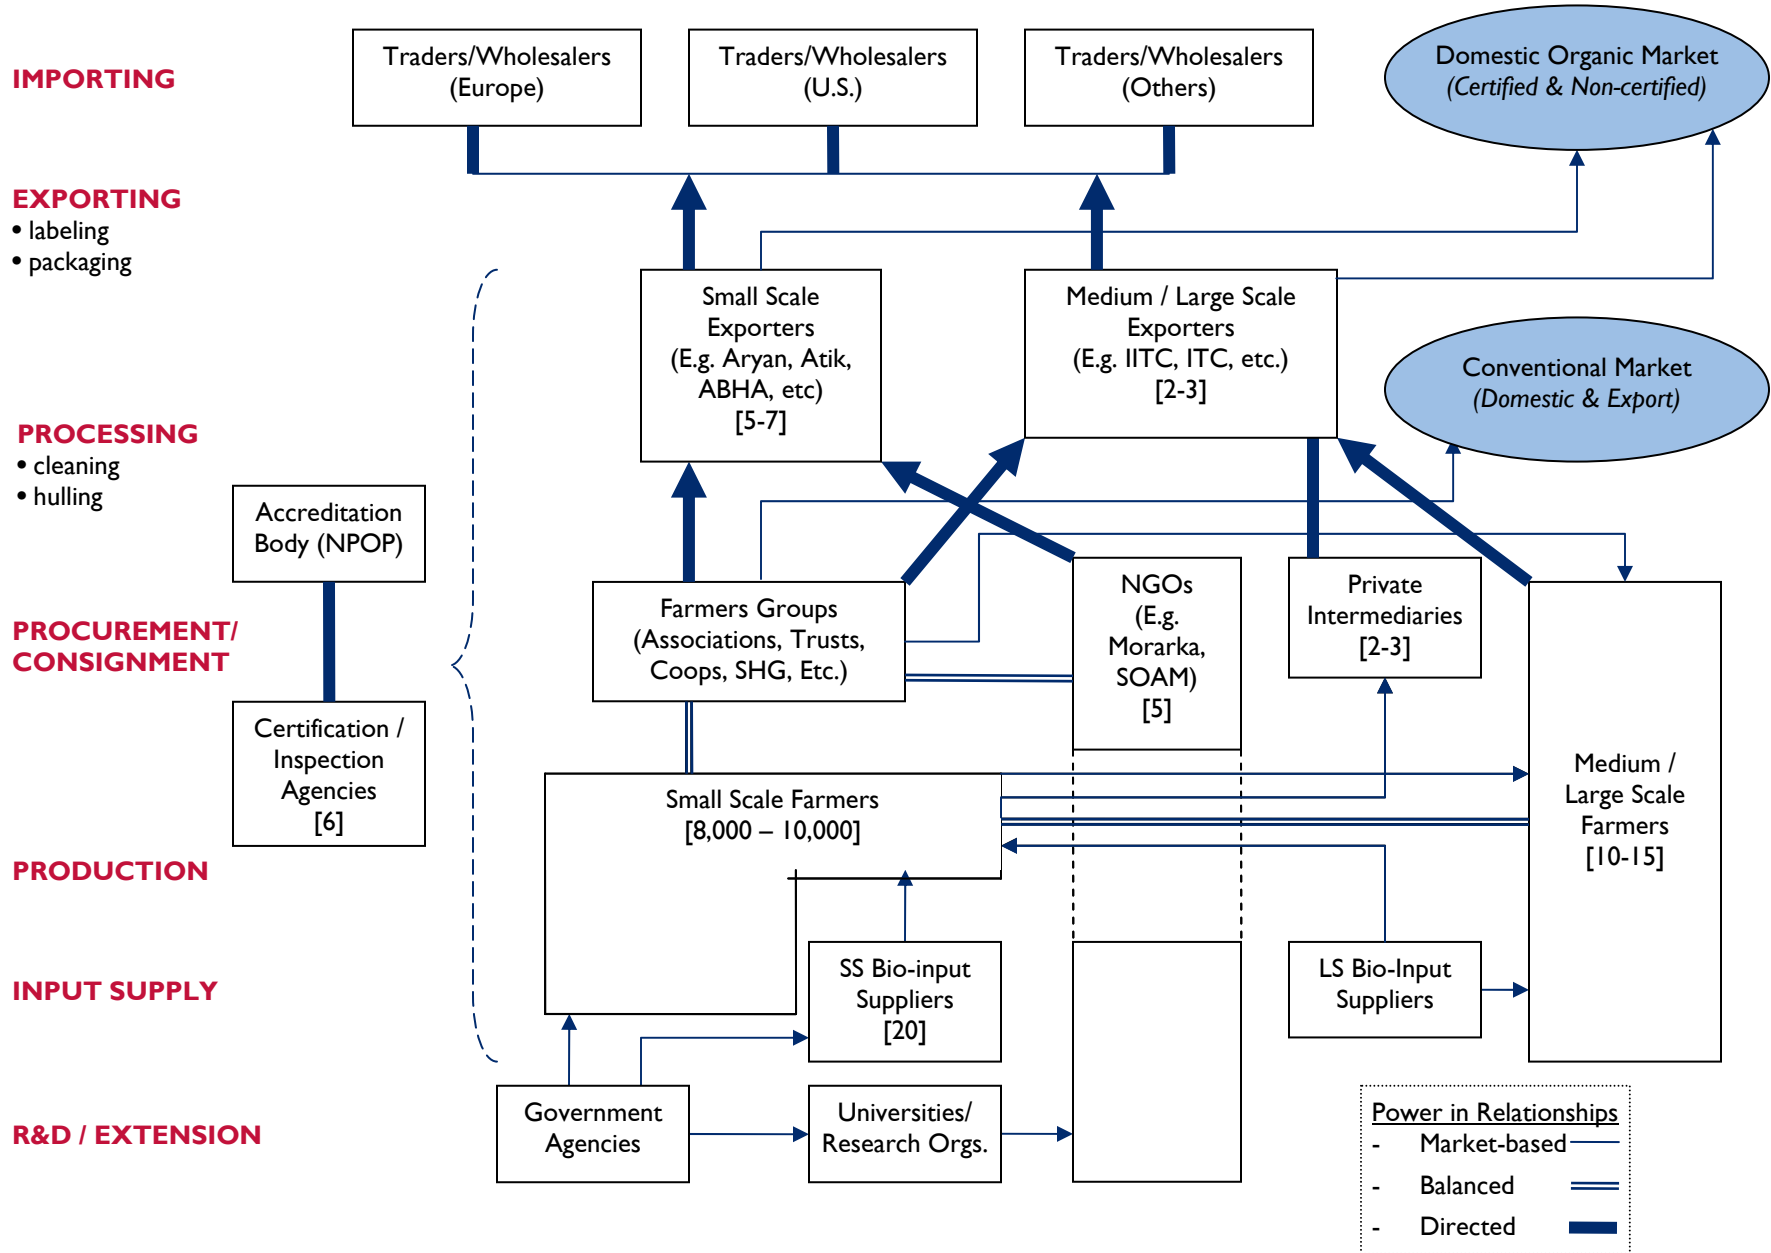 IMPORTING
Traders/Wholesalers
(Europe)
Traders/Wholesalers
(U.S.)
Traders/Wholesalers
(Others)
Domestic Organic Market
(Certified & Non-certified)
EXPORTING
• labeling
• packaging
Small Scale
Exporters
(E.g. Aryan, Atik,
ABHA, etc)
[5-7]
Medium / Large Scale
Exporters
(E.g. IITC, ITC, etc.)
[2-3]
Conventional Market
(Domestic & Export)
PROCESSING
• cleaning
• hulling
Accreditation
Body (NPOP)
PROCUREMENT/
CONSIGNMENT
Farmers Groups
(Associations, Trusts,
Coops, SHG, Etc.)
NGOs
(E.g.
Morarka,
SOAM)
[5]
Private
Intermediaries
[2-3]
Certification /
Inspection
Agencies
[6]
Small Scale Farmers
[8,000 – 10,000]
Medium /
Large Scale
Farmers
[10-15]
PRODUCTION
INPUT SUPPLY
SS Bio-input
Suppliers
[20]
LS Bio-Input
Suppliers
R&D / EXTENSION
Government
Agencies
Universities/
Research Orgs.
Power in Relationships
- Market-based
- Balanced
- Directed